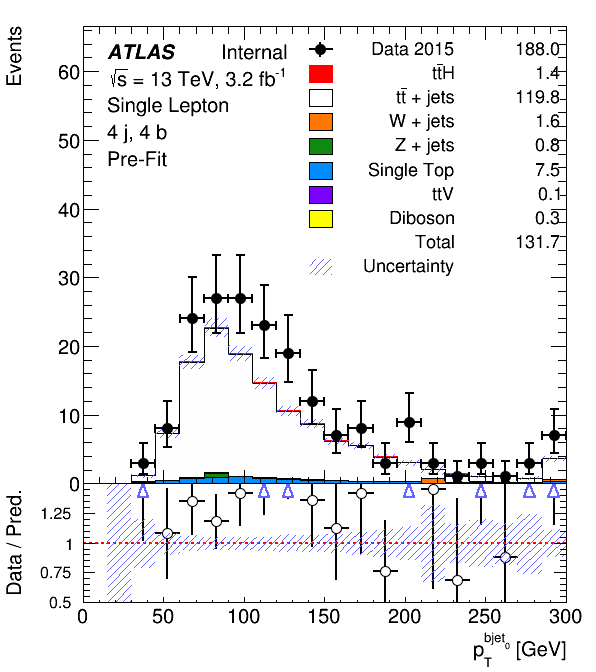 ATLAS Internal
√s = 13 TeV, 3.2 fb⁻¹
Single Lepton
4 j, 4 b
Pre-Fit
Data 2015 188.0
tt̄H 1.4
tt̄ + jets 119.8
W + jets 1.6
Z + jets 0.8
Single Top 7.5
ttV 0.1
Diboson 0.3
Total 131.7
Uncertainty
Events
60
50
40
30
20
10
0
Data / Pred.
1.25
1
0.75
0.5
0 50 100 150 200 250 300
p_T^{bjet_0} [GeV]